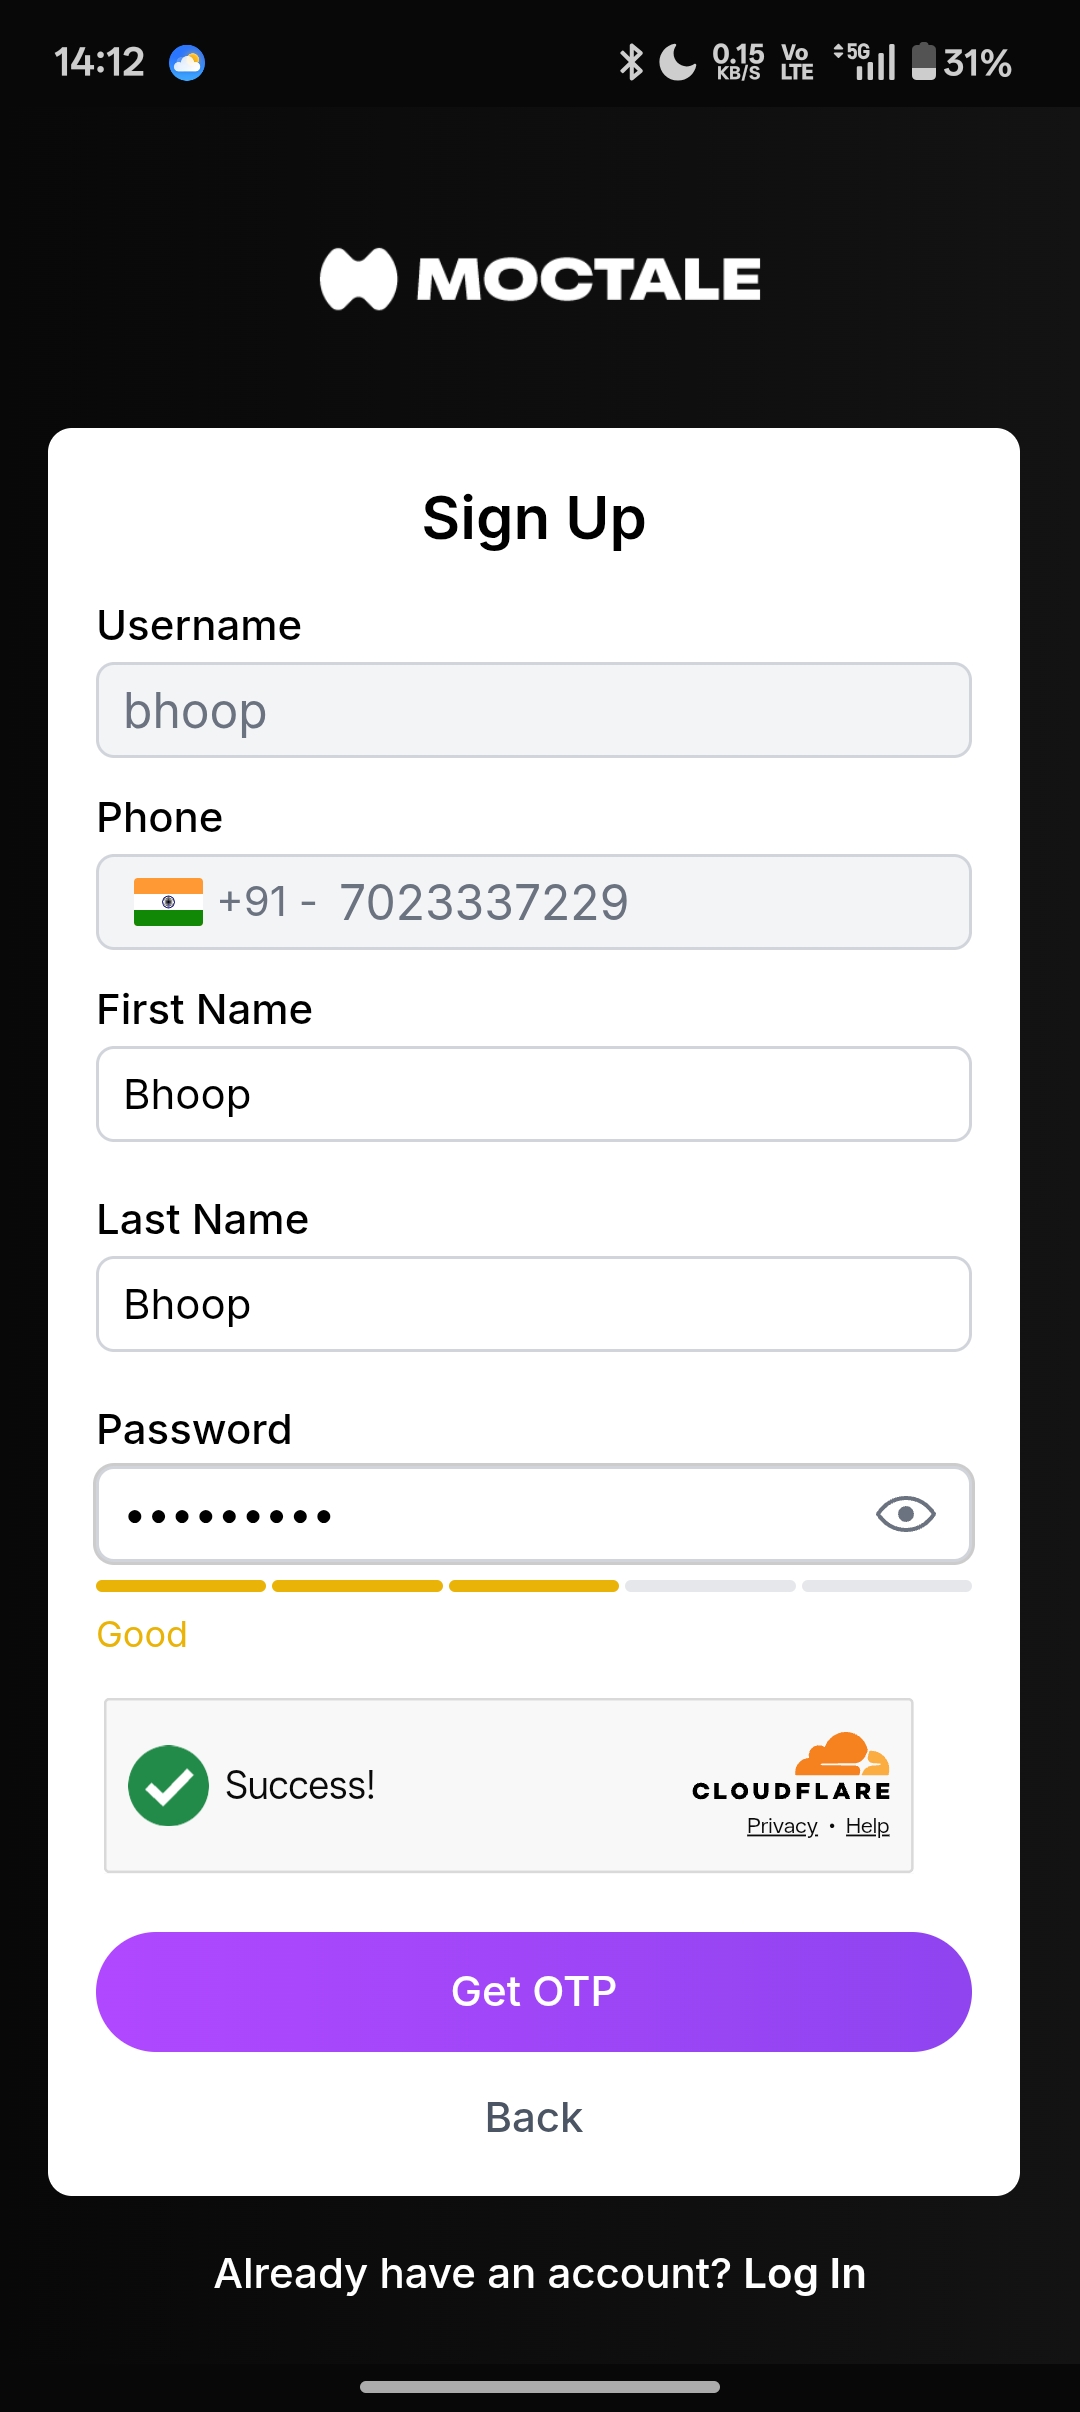 14:12
0.15 KB/S Vo LTE 5G 31%
MOCTALE
Sign Up
Username
bhoop
Phone
+91 - 7023337229
First Name
Bhoop
Last Name
Bhoop
Password
Good
Success!
CLOUDFLARE
Privacy • Help
Get OTP
Back
Already have an account? Log In